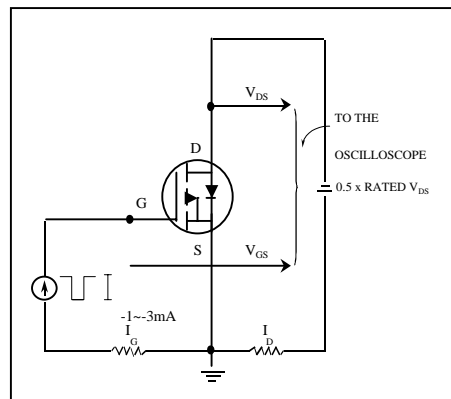 V_DS
TO THE
D
OSCILLOSCOPE
0.5 x RATED V_DS
G
S
V_GS
-1~-3mA
I_G
I_D